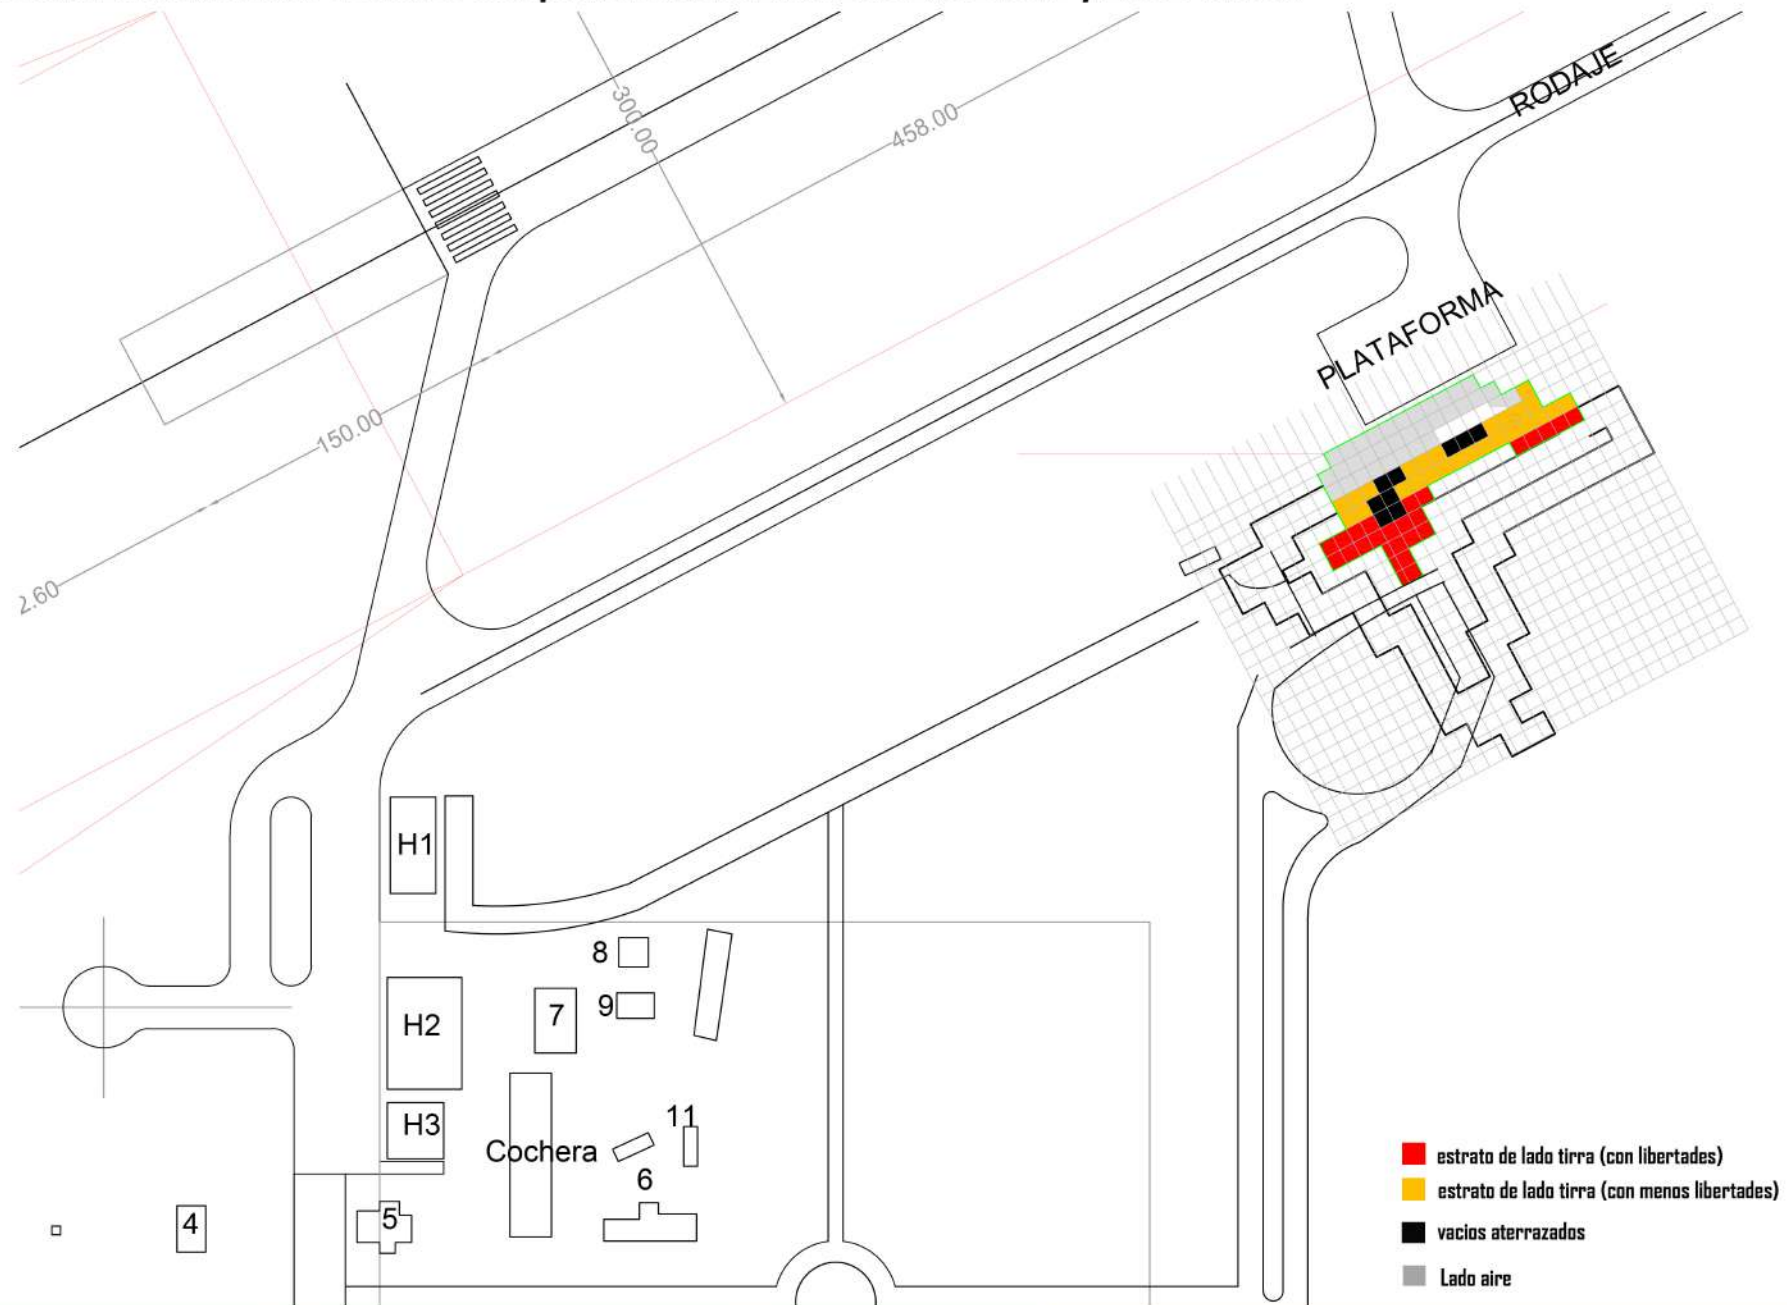 RODAJE
300.00
458.00
PLATAFORMA
150.00
2.60
H1
8
9
7
H2
H3
11
Cochera
6
4
5
estrato de lado tirra (con libertades)
estrato de lado tirra (con menos libertades)
vacios aterrazados
Lado aire